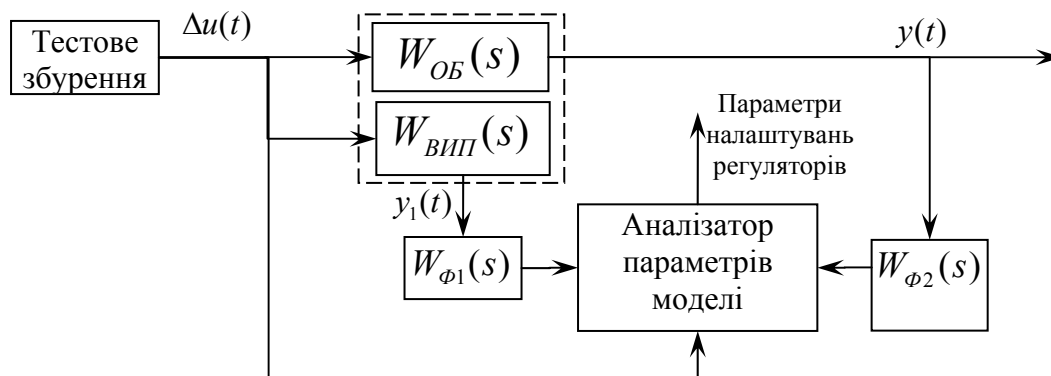 Тестове
збурення
Δu(t)
W_ОБ(s)
y(t)
W_ВИП(s)
y₁(t)
Параметри
налаштувань
регуляторів
W_Ф1(s)
Аналізатор
параметрів
моделі
W_Ф2(s)